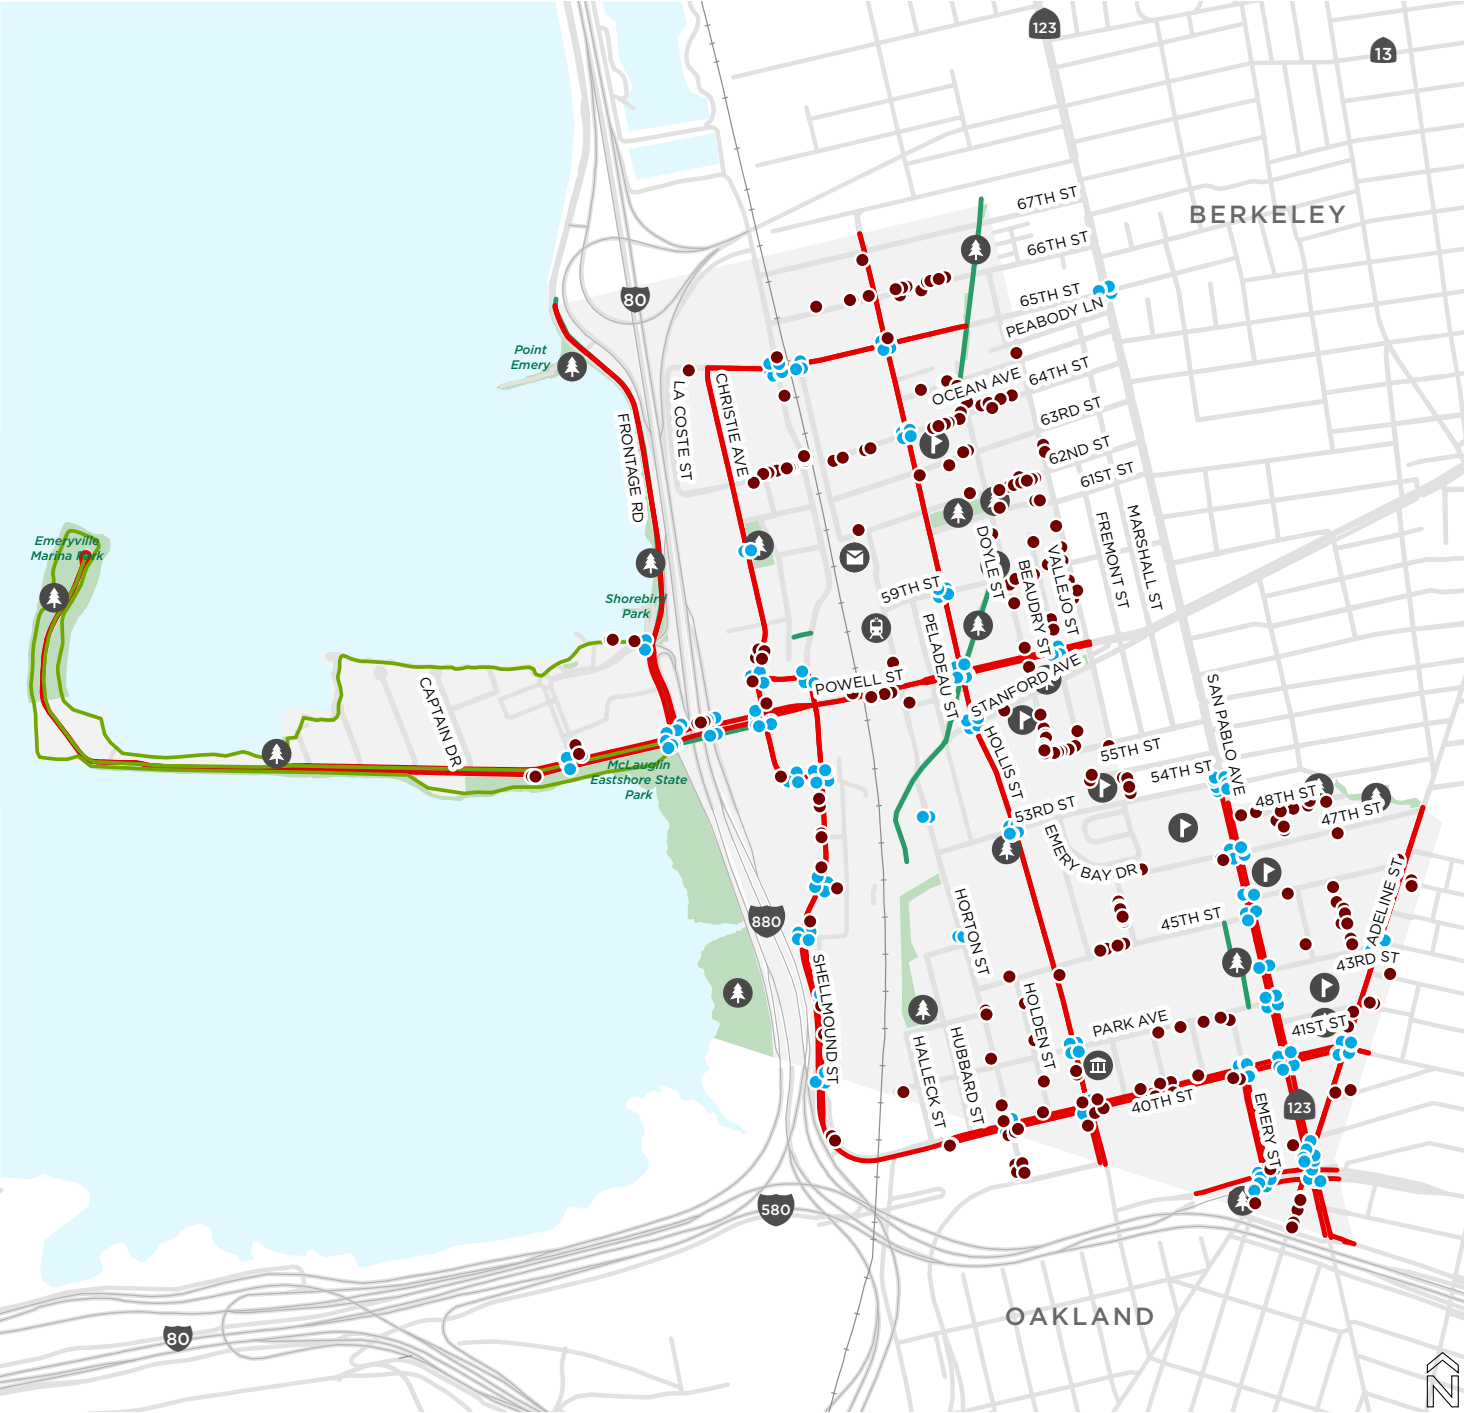 123
13
67TH ST
BERKELEY
66TH ST
80
65TH ST
PEABODY LN
Point
Emery
64TH ST
OCEAN AVE
LA COSTE ST
CHRISTIE AVE
63RD ST
FRONTAGE RD
62ND ST
61ST ST
MARSHALL ST
FREMONT ST
Emeryville
Marina Park
DOYLE ST
VALLEJO ST
BEAUDRY ST
59TH ST
Shorebird
Park
PELADEAU ST
POWELL ST
STANFORD AVE
CAPTAIN DR
SAN PABLO AVE
HOLLIS ST
55TH ST
54TH ST
McLaughlin
Eastshore State
Park
48TH ST
47TH ST
53RD ST
EMERY BAY DR
ADELINE ST
HORTON ST
880
45TH ST
43RD ST
SHELLMOUND ST
HOLDEN ST
PARK AVE
41ST ST
HUBBARD ST
HALLECK ST
40TH ST
EMERY ST
123
580
OAKLAND
80
N